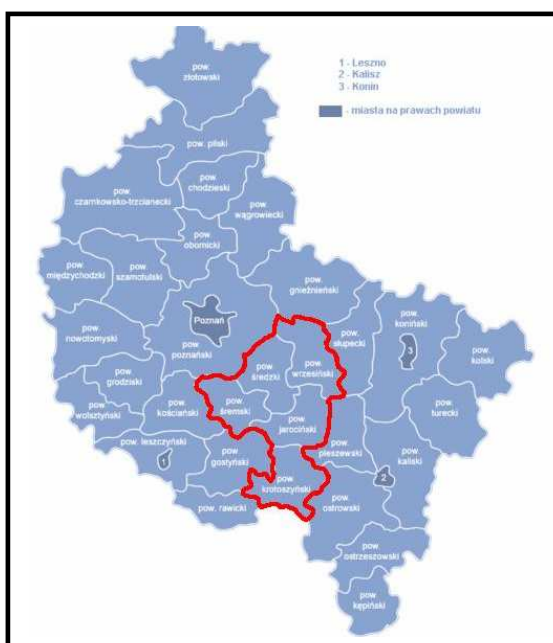 pow.
złotowski
1 - Leszno
2 - Kalisz
3 - Konin
- miasta na prawach powiatu
pow. pilski
pow.
chodzieski
pow.
czarnkowsko-trzcianecki
pow.
wągrowiecki
pow.
obornicki
pow.
międzychodzki
pow.
szamotulski
pow.
gnieźnieński
pow.
koniński
Poznań
pow.
słupecki
3
pow.
kolski
pow.
nowotomyski
pow.
poznański
pow.
średzki
pow.
wrzesiński
pow.
grodziski
pow.
turecki
pow.
wolsztyński
pow.
kościański
pow.
śremski
pow.
jarociński
pow. leszczyński
1
pow.
gostyński
pow.
pleszewski
pow.
kaliski
2
pow.
krotoszyński
pow. rawicki
pow.
ostrowski
pow.
ostrzeszowski
pow.
kępiński